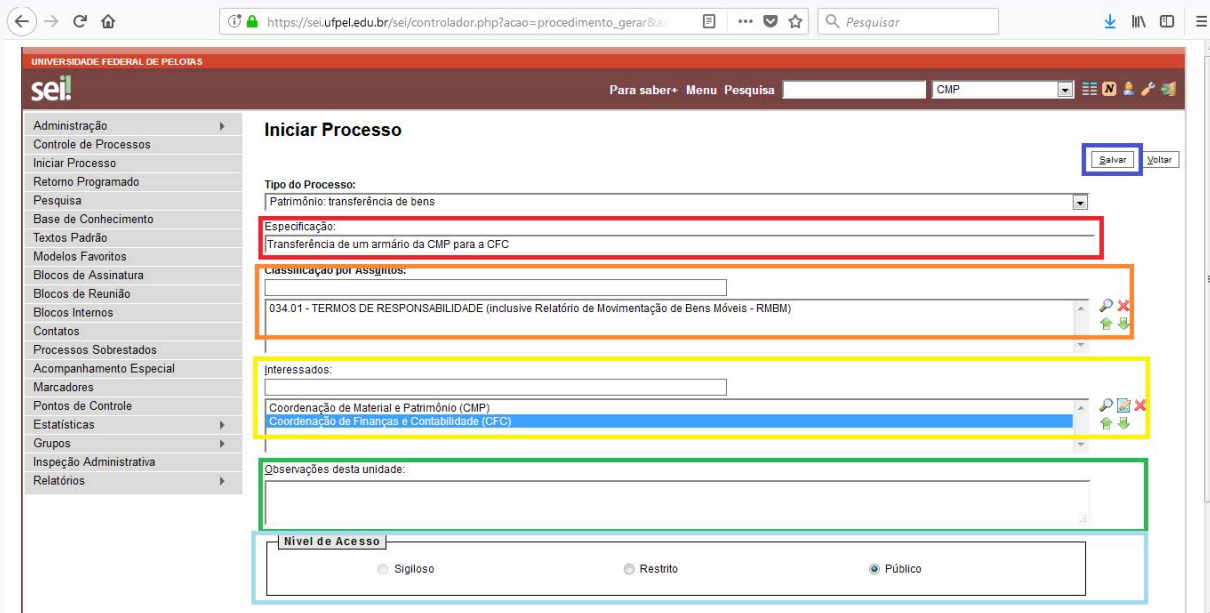 https://sei.ufpel.edu.br/sei/controlador.php?acao=procedimento_gerar&a
Pesquisar
UNIVERSIDADE FEDERAL DE PELOTAS
sei!
Para saber+ Menu Pesquisa
CMP
N
Administração
Controle de Processos
Iniciar Processo
Retorno Programado
Pesquisa
Base de Conhecimento
Textos Padrão
Modelos Favoritos
Blocos de Assinatura
Blocos de Reunião
Blocos Internos
Contatos
Processos Sobrestados
Acompanhamento Especial
Marcadores
Pontos de Controle
Estatísticas
Grupos
Inspeção Administrativa
Relatórios
Iniciar Processo
Salvar Voltar
Tipo do Processo:
Patrimônio: transferência de bens
Especificação:
Transferência de um armário da CMP para a CFC
Classificação por Assuntos:
034.01 - TERMOS DE RESPONSABILIDADE (inclusive Relatório de Movimentação de Bens Móveis - RMBM)
Interessados:
Coordenação de Material e Patrimônio (CMP)
Coordenação de Finanças e Contabilidade (CFC)
Observações desta unidade:
Nível de Acesso
Sigiloso Restrito Público